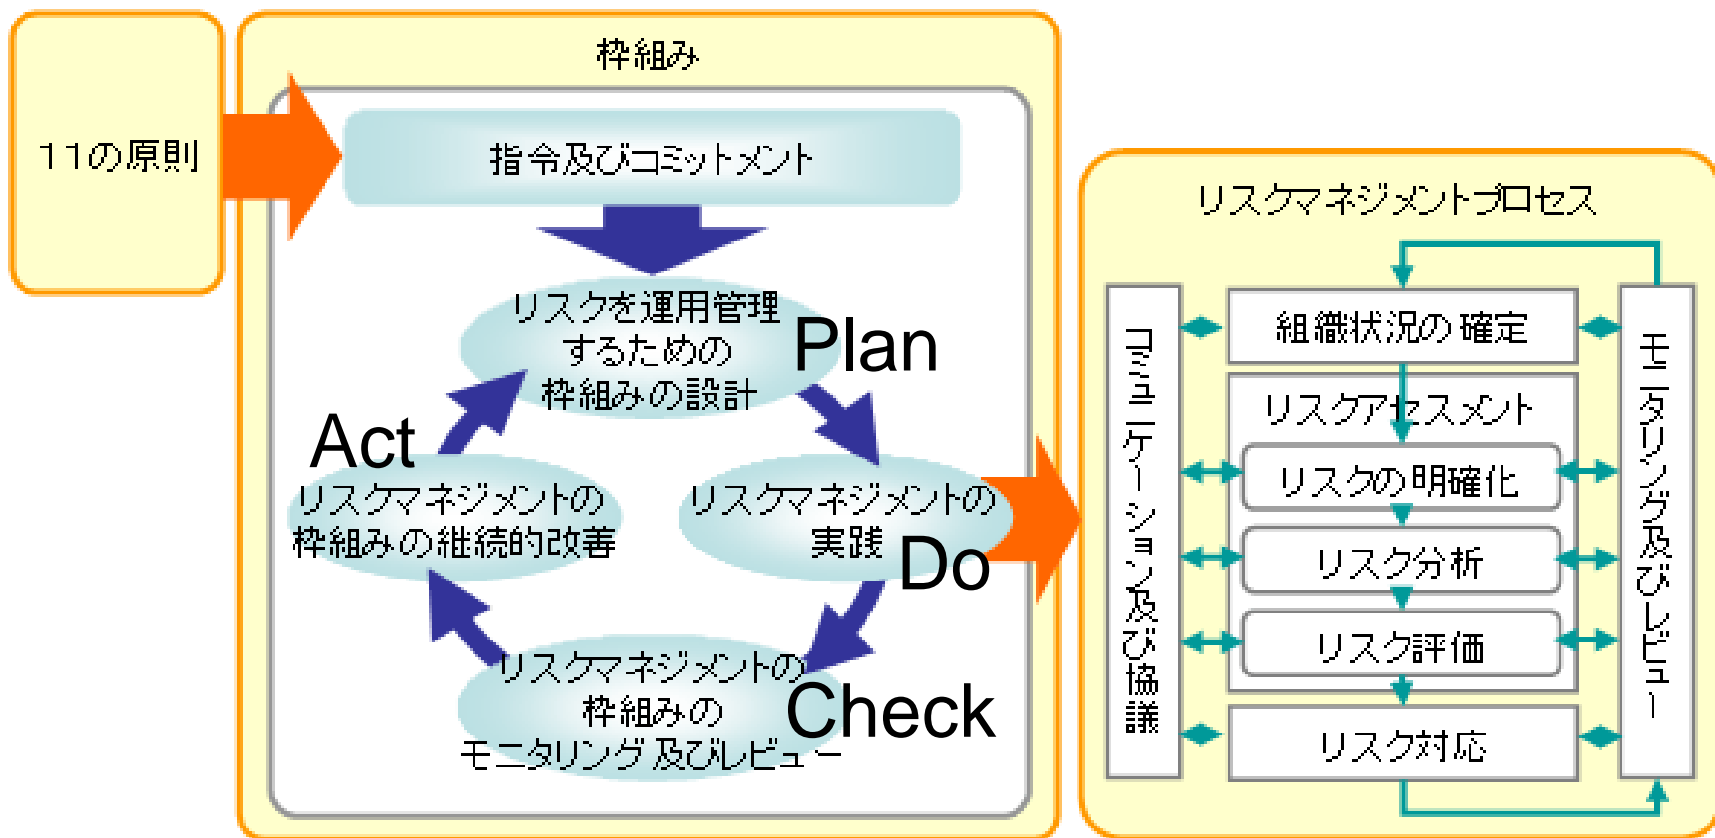 11の原則
枠組み
指令及びコミットメント
リスクを運用管理
するための
枠組みの設計
Plan
Act
リスクマネジメントの
枠組みの継続的改善
リスクマネジメントの
実践
Do
リスクマネジメントの
枠組みの
モニタリング及びレビュー
Check
リスクマネジメントプロセス
コミュニケーション及び協議
組織状況の確定
リスクアセスメント
リスクの明確化
リスク分析
リスク評価
リスク対応
モニタリング及びレビュー